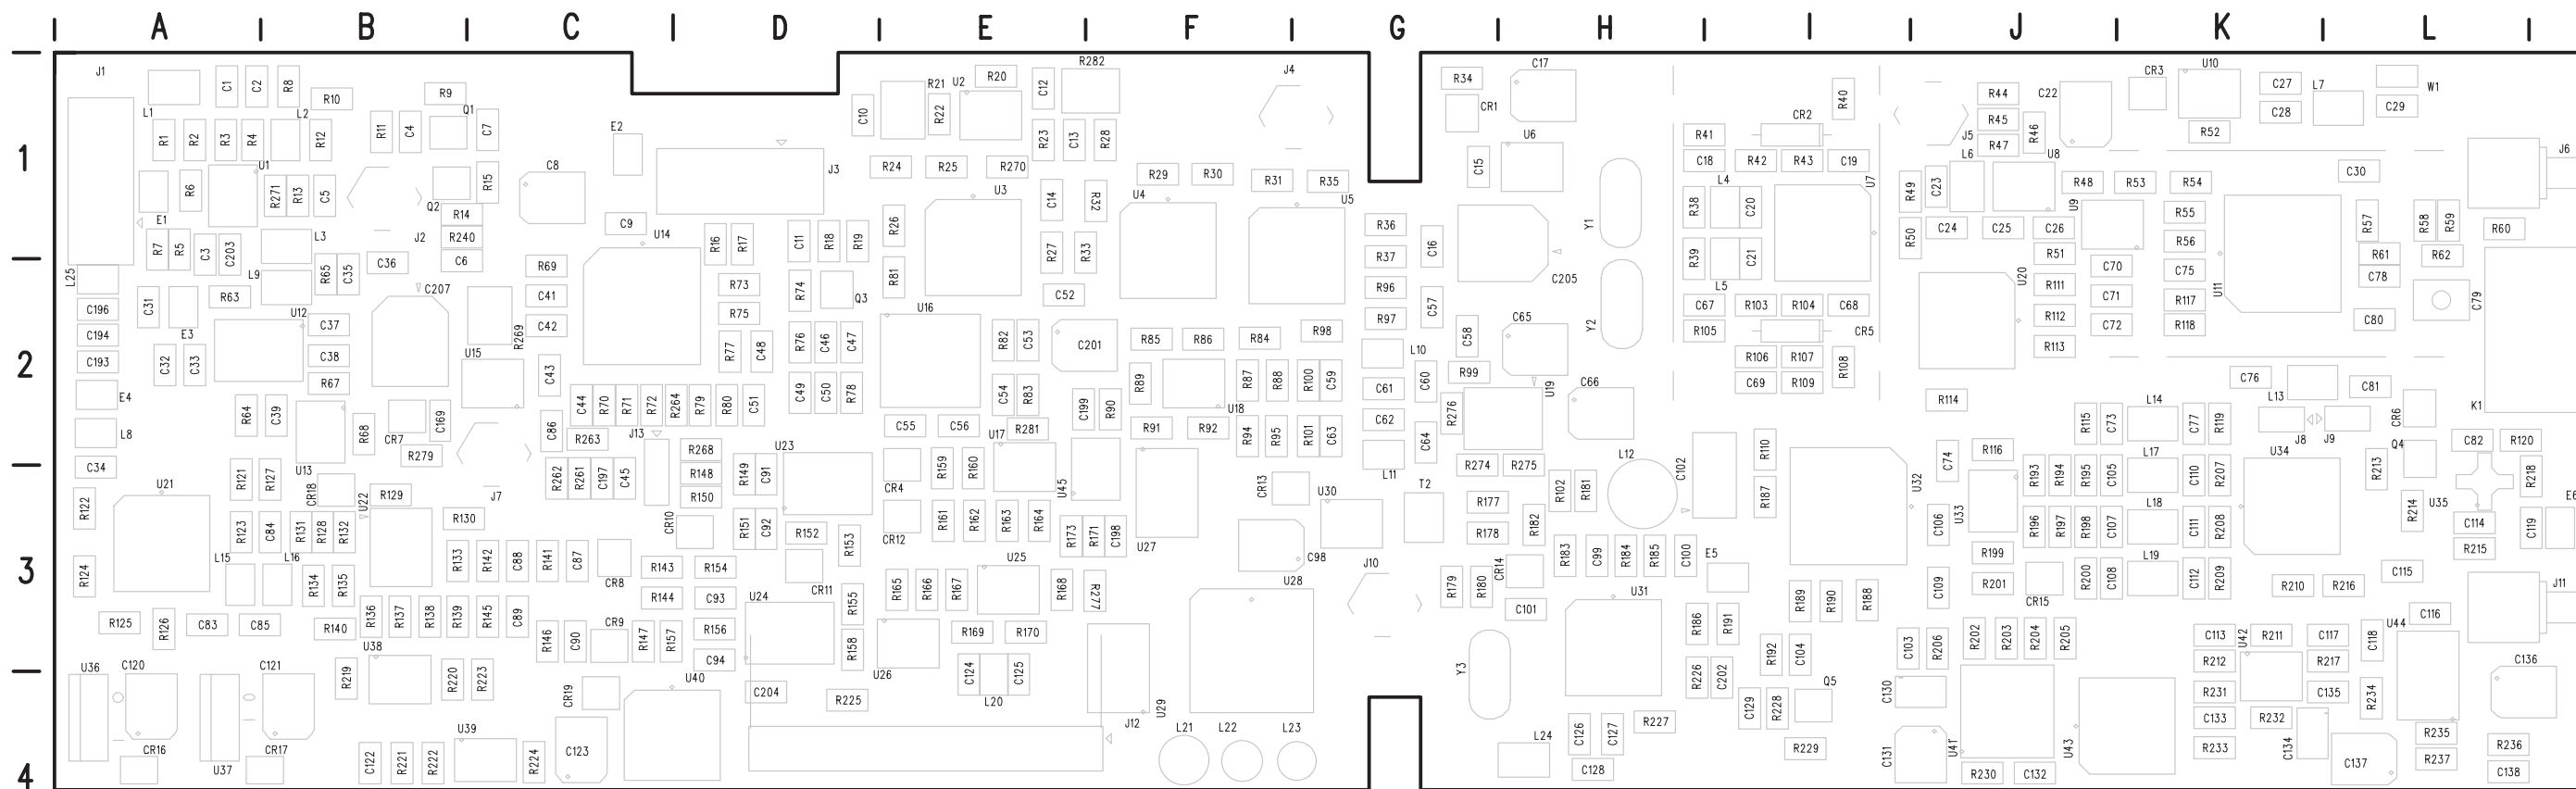 A B C D E F G H I J K L
1
J1 C1 C2 R8 R10 R9 R21 U2 R20 C12 R282 J4 R34 C17 R40 R44 C22 CR3 U10 C27 L7 W1
L1 L2 R11 C4 Q1 C7 E2 C10 R22 CR1 CR2 R45 R46 C28 C29
R1 R2 R3 R4 R12 R23 C13 R28 U6 R41 J5 R47 R52 J6
U1 C8 J3 R24 R25 R270 R29 R30 C15 C18 R42 R43 C19 L6 U8 C30
R6 R271 R13 C5 R15 U3 C14 R32 U4 R31 R35 L4 U7 R49 C23 R48 R53 R54
E1 Q2 R14 C9 R26 U5 R36 Y1 R38 C20 U9 R55 R57 R58 R59
R7 R5 C3 C203 L3 J2 R240 U14 R16 R17 C11 R18 R19 R27 R33 C16 R50 C24 C25 C26 R56 R60
L25 L9 R65 C35 C36 C6 R69 R81 R37 C205 R39 C21 R51 C70 C75 R61 R62
2
C196 C31 R63 C207 C41 R73 R74 Q3 C52 R96 C57 L5 U20 R111 C71 U11 R117 C78 C79
C194 E3 U12 C37 R269 C42 R75 U16 R97 C65 Y2 C67 R103 R104 C68 R112 C72 R118 C80
C193 C32 C33 C38 U15 C43 R77 C48 R76 C46 C47 R82 C53 C201 R85 R86 R84 R98 L10 C58 R105 CR5 R113
E4 R67 C44 R70 R71 R72 R264 R79 R80 C51 C49 C50 R78 C54 R83 R89 R87 R88 R100 C59 C61 C60 R99 U19 C66 R106 R107 R108 C69 R109 C76 C81
L8 R64 C39 R68 CR7 C169 C86 R263 J13 C55 C56 U17 R281 C199 R90 U18 C62 R276 R114 R115 C73 L14 C77 R119 L13 CR6 K1
C34 U13 R279 R268 U23 R91 R92 R94 R95 R101 C63 C64 R110 C74 R116 J8 J9 Q4 C82 R120
3
U21 R121 R127 CR18 R129 J7 C262 R261 C197 C45 R148 R149 C91 CR4 R159 R160 U45 CR13 U30 L11 T2 R274 R275 L12 C102 U32 R193 R194 R195 C105 L17 C110 R207 U34 R213 R218
R122 U22 R130 R150 R177 R102 R181 R187 R214 U35 E6
R123 C84 R131 R128 R132 CR10 R151 C92 R152 CR12 R161 R162 R163 R164 R173 R171 C198 U27 R178 R182 C106 U33 R196 R197 R198 C107 L18 C111 R208 C114 C119
R124 L15 L16 R133 R142 C88 R141 C87 CR8 R143 R154 R153 U25 C98 J10 CR14 R183 C99 R184 R185 C100 E5 R199 L19 R215
R134 R135 R144 C93 U24 CR11 R155 R165 R166 R167 R168 R277 U28 R179 R180 C101 U31 R189 R190 R188 C109 R201 CR15 R200 C108 C112 R209 R210 R216 C115 J11
R125 R126 C83 C85 R140 R136 R137 R138 R139 R145 C89 R146 C90 CR9 R147 R157 R156 R158 R169 R170 R186 R191 C103 R206 R202 R203 R204 R205 C113 U42 R211 C117 C118 U44 C116
U36 C120 C121 R219 U38 R220 R223 C94 U26 C124 C125 Y3 R226 C202 R192 C104 R212 R217 C136
4
CR19 U40 C204 R225 L20 U29 C129 R228 Q5 C130 R231 C135 R234
U39 C123 J12 L21 L22 L23 C126 C127 R227 C133 R232 R235
CR16 U37 CR17 C122 R221 R222 R224 L24 C128 R229 C131 U41 U43 R233 C134 C137 R237 R236
R230 C132 C138